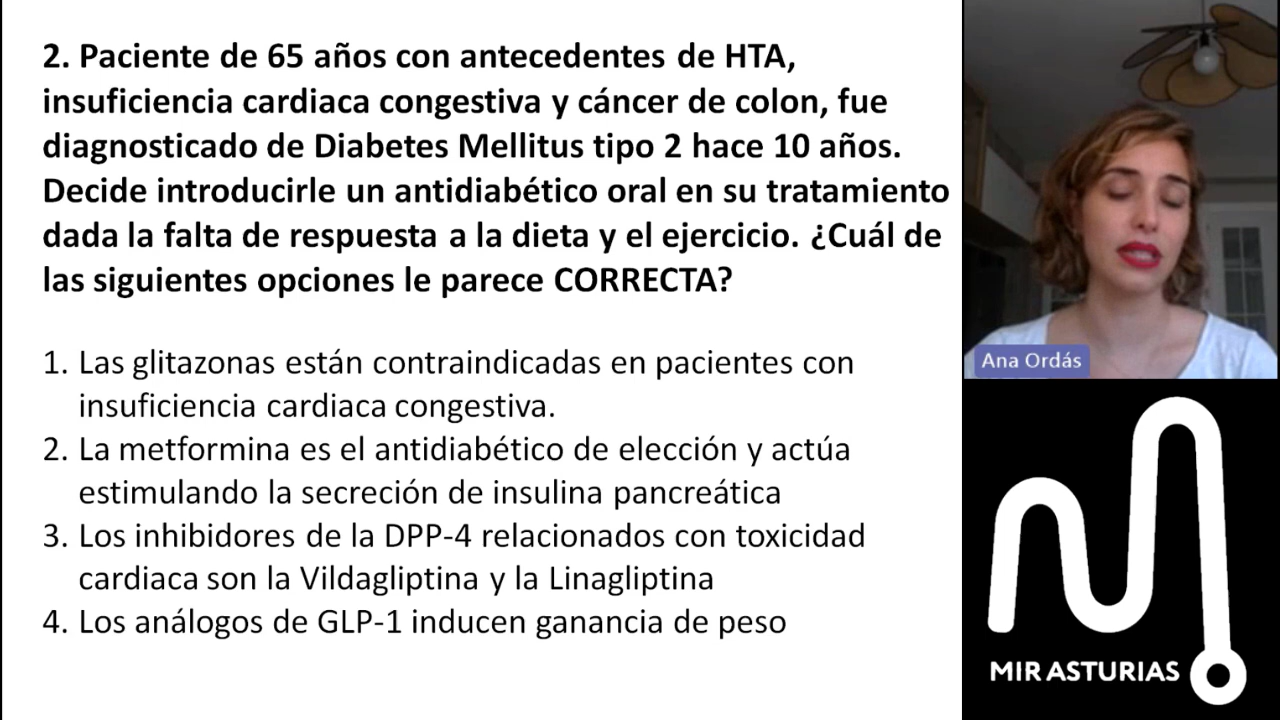 2. Paciente de 65 años con antecedentes de HTA,
insuficiencia cardiaca congestiva y cáncer de colon, fue
diagnosticado de Diabetes Mellitus tipo 2 hace 10 años.
Decide introducirle un antidiabético oral en su tratamiento
dada la falta de respuesta a la dieta y el ejercicio. ¿Cuál de
las siguientes opciones le parece CORRECTA?
1. Las glitazonas están contraindicadas en pacientes con
insuficiencia cardiaca congestiva.
2. La metformina es el antidiabético de elección y actúa
estimulando la secreción de insulina pancreática
3. Los inhibidores de la DPP-4 relacionados con toxicidad
cardiaca son la Vildagliptina y la Linagliptina
4. Los análogos de GLP-1 inducen ganancia de peso
Ana Ordás
MIR ASTURIAS